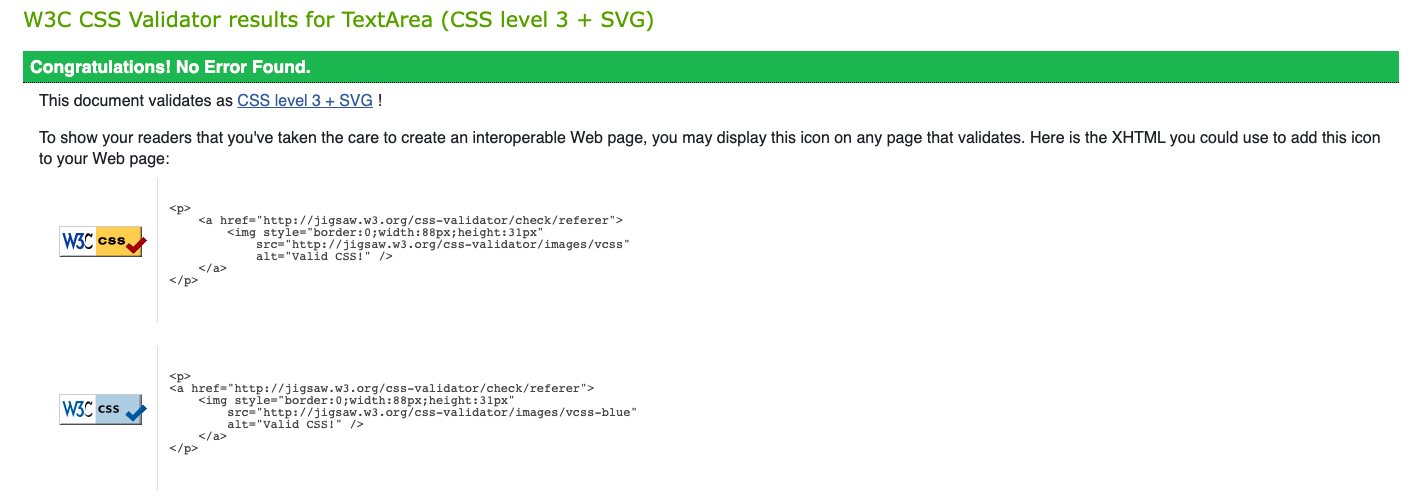 W3C CSS Validator results for TextArea (CSS level 3 + SVG)
Congratulations! No Error Found.
This document validates as CSS level 3 + SVG !
To show your readers that you've taken the care to create an interoperable Web page, you may display this icon on any page that validates. Here is the XHTML you could use to add this icon
to your Web page:
W3C css
<p>
    <a href="http://jigsaw.w3.org/css-validator/check/referer">
        <img style="border:0;width:88px;height:31px"
            src="http://jigsaw.w3.org/css-validator/images/vcss"
            alt="Valid CSS!" />
    </a>
</p>
W3C css
<p>
<a href="http://jigsaw.w3.org/css-validator/check/referer">
    <img style="border:0;width:88px;height:31px"
        src="http://jigsaw.w3.org/css-validator/images/vcss-blue"
        alt="Valid CSS!" />
    </a>
</p>